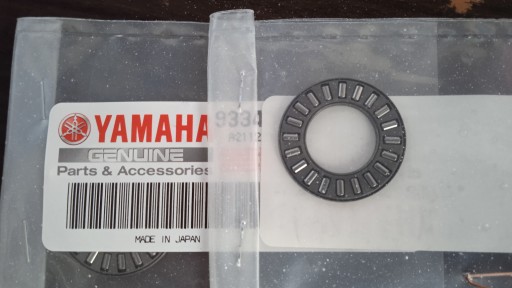 YAMAHA
GENUINE
Parts & Accessories
MADE IN JAPAN
9334